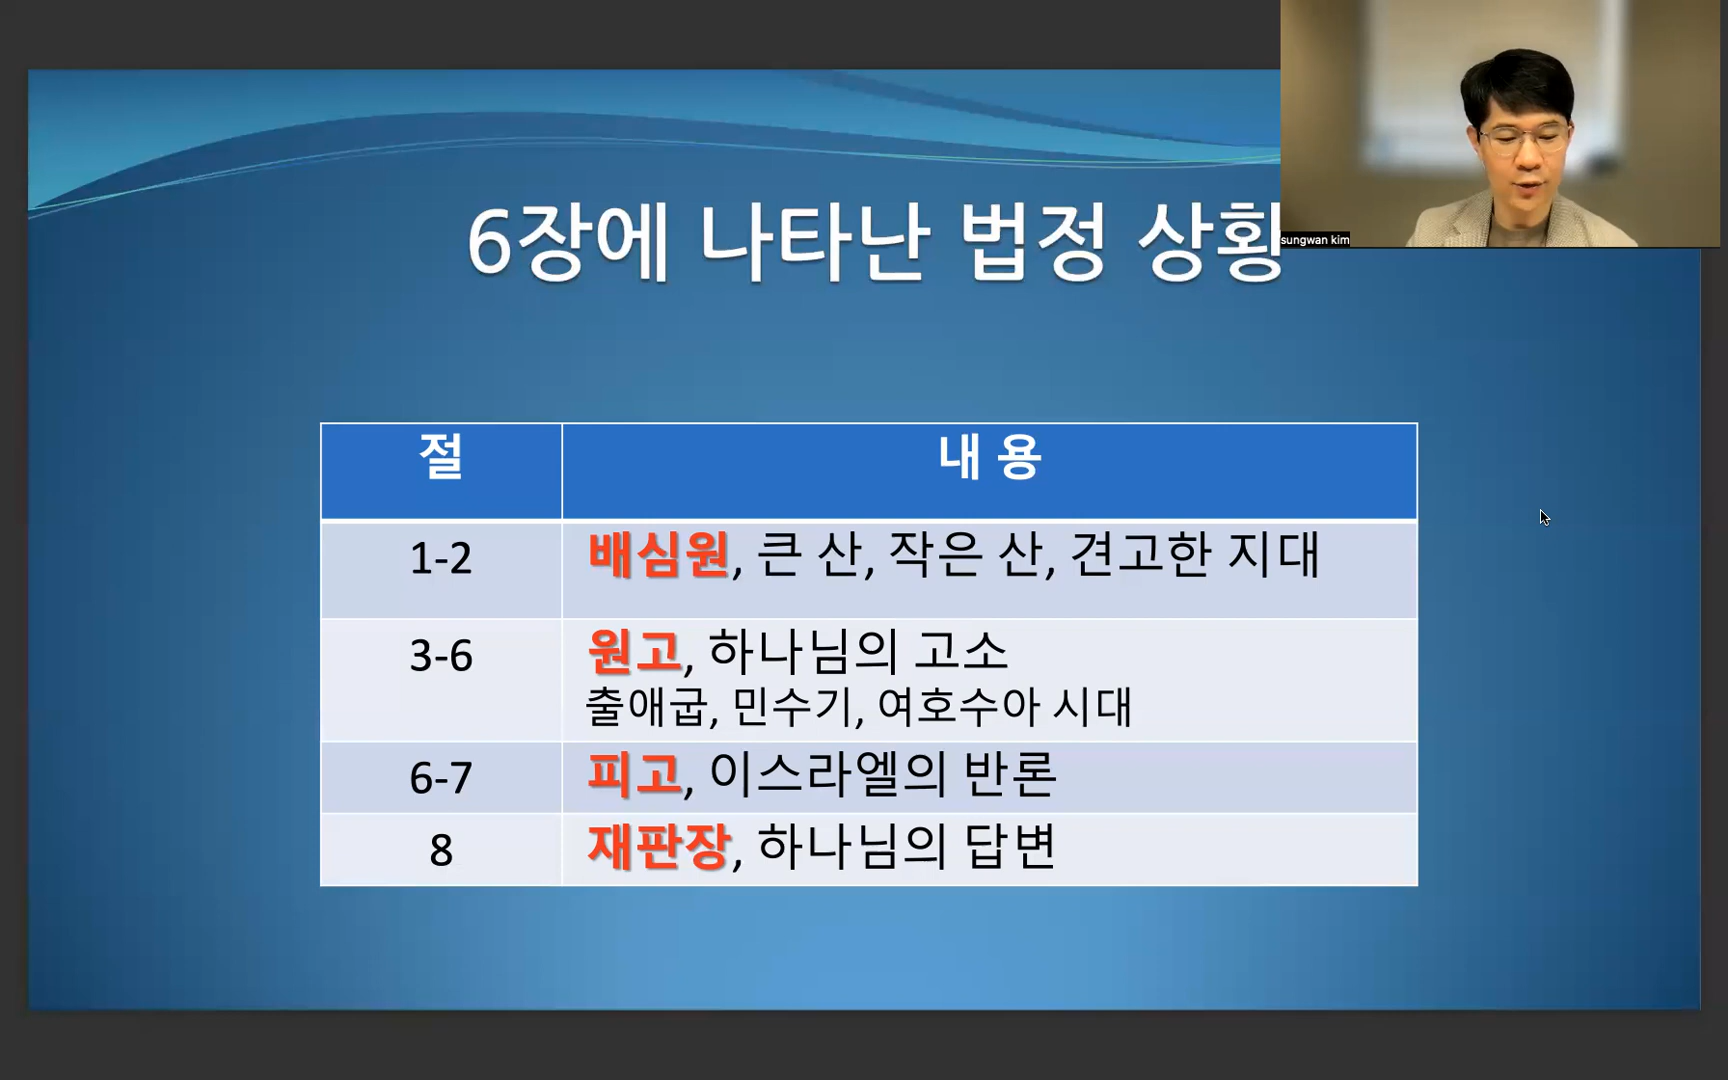 6장에 나타난 법정 상황
sungwan kim
절 내 용
1-2 배심원, 큰 산, 작은 산, 견고한 지대
3-6 원고, 하나님의 고소
출애굽, 민수기, 여호수아 시대
6-7 피고, 이스라엘의 반론
8 재판장, 하나님의 답변